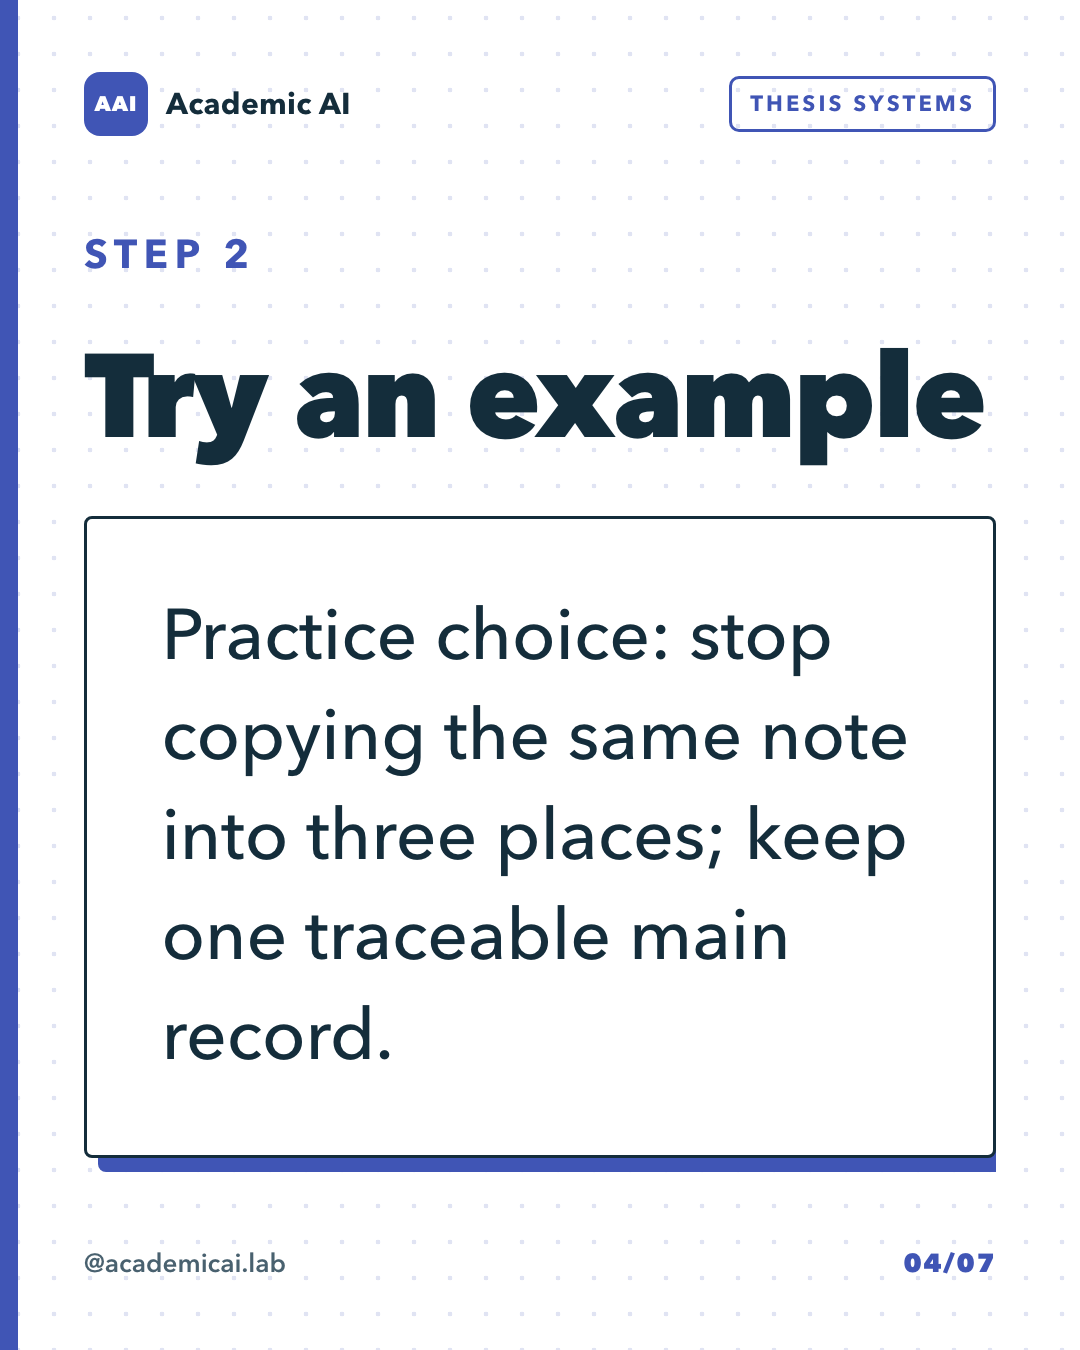 AAI Academic AI
THESIS SYSTEMS
STEP 2
Try an example
Practice choice: stop
copying the same note
into three places; keep
one traceable main
record.
@academicai.lab
04/07